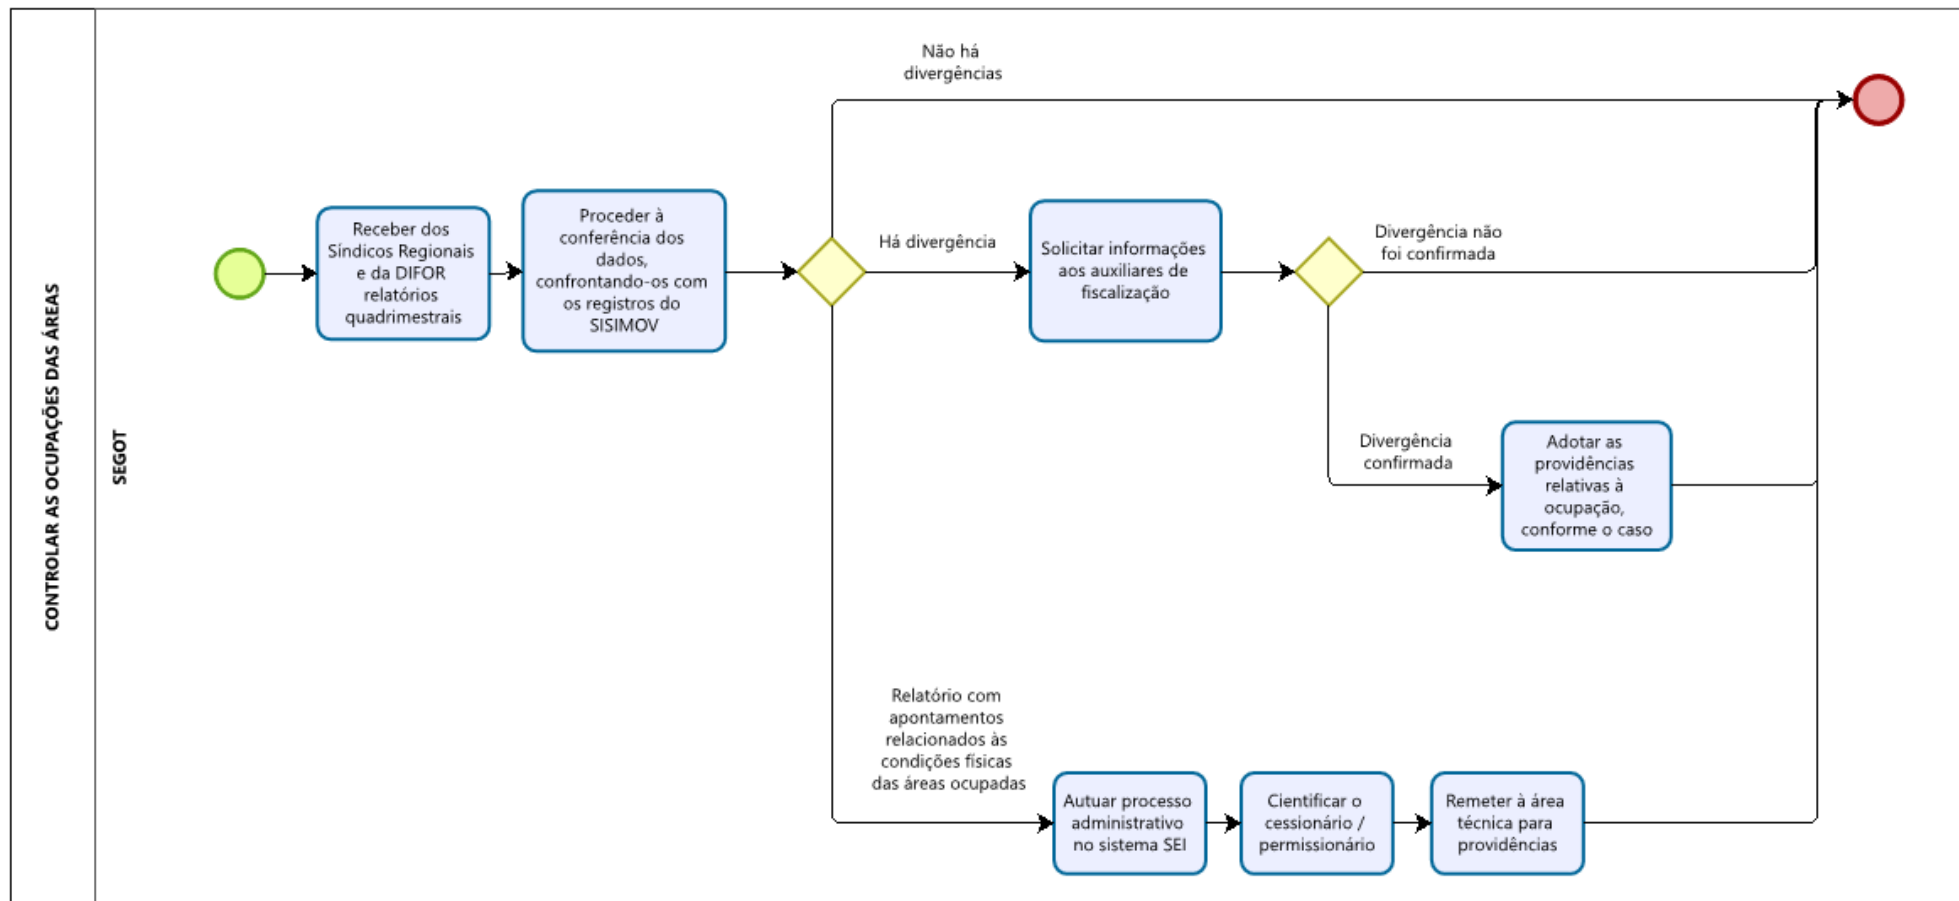 CONTROLAR AS OCUPAÇÕES DAS ÁREAS
SEGOT
Receber dos
Síndicos Regionais
e da DIFOR
relatórios
quadrimestrais
Proceder à
conferência dos
dados,
confrontando-os com
os registros do
SISIMOV
Não há
divergências
Há divergência
Solicitar informações
aos auxiliares de
fiscalização
Divergência não
foi confirmada
Divergência
confirmada
Adotar as
providências
relativas à
ocupação,
conforme o caso
Relatório com
apontamentos
relacionados às
condições físicas
das áreas ocupadas
Autuar processo
administrativo
no sistema SEI
Cientificar o
cessionário /
permissionário
Remeter à área
técnica para
providências